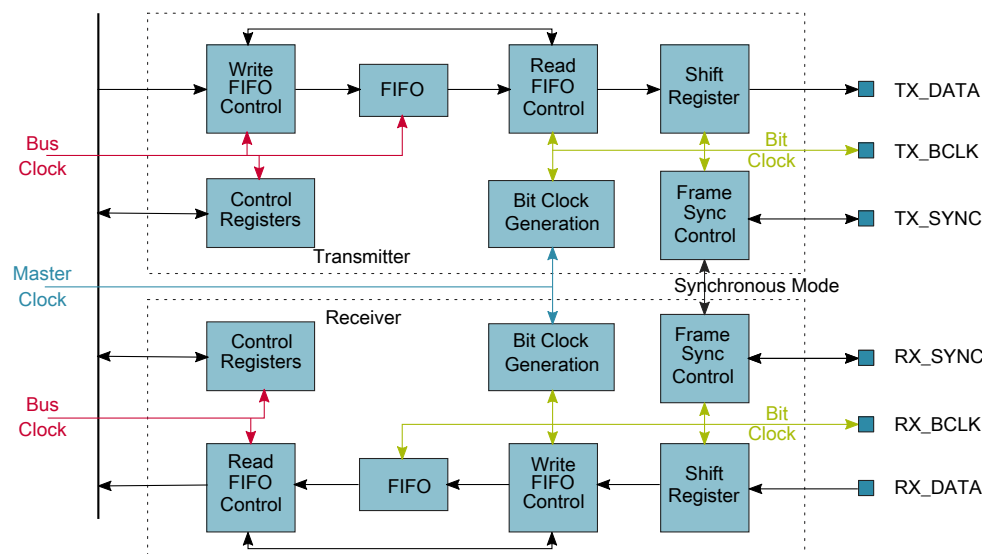 Write
FIFO
Control
FIFO
Read
FIFO
Control
Shift
Register
TX_DATA
Bus
Clock
Bit
Clock
TX_BCLK
Control
Registers
Bit Clock
Generation
Frame
Sync
Control
TX_SYNC
Transmitter
Master
Clock
Synchronous Mode
Receiver
Control
Registers
Bit Clock
Generation
Frame
Sync
Control
RX_SYNC
Bus
Clock
Bit
Clock
RX_BCLK
Read
FIFO
Control
FIFO
Write
FIFO
Control
Shift
Register
RX_DATA